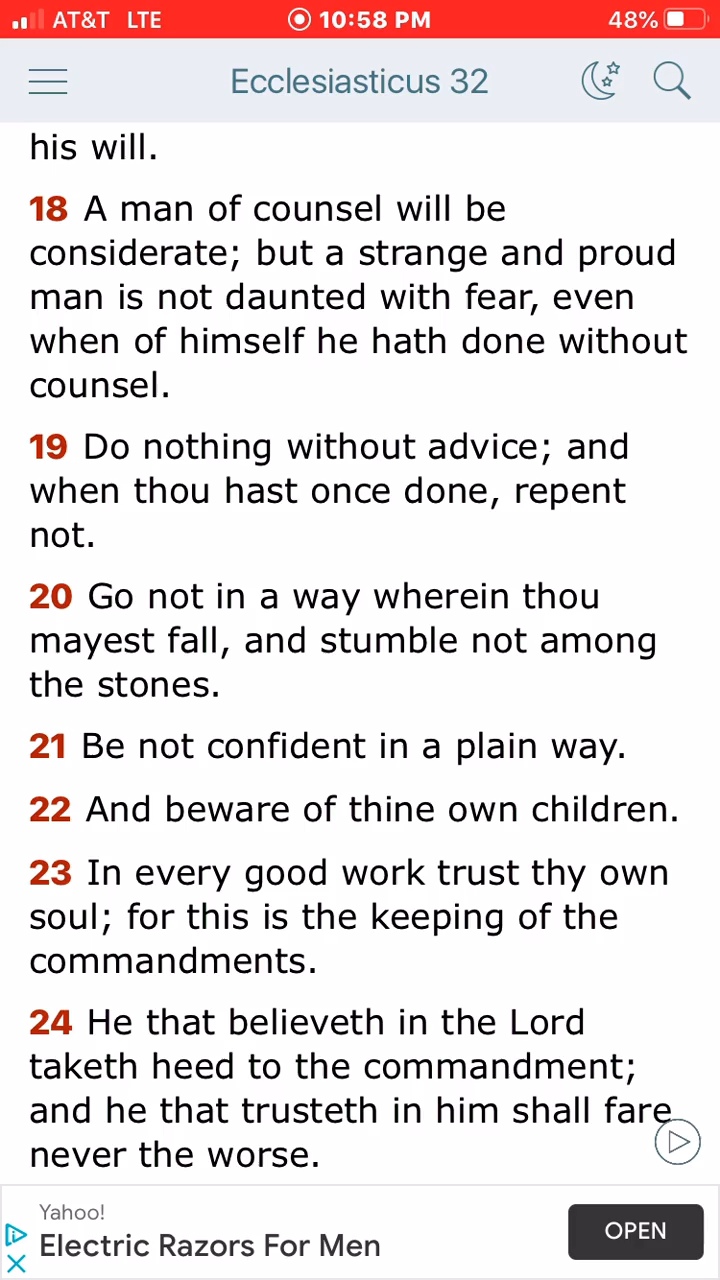 AT&T LTE 10:58 PM 48%
Ecclesiasticus 32
his will.
18 A man of counsel will be
considerate; but a strange and proud
man is not daunted with fear, even
when of himself he hath done without
counsel.
19 Do nothing without advice; and
when thou hast once done, repent
not.
20 Go not in a way wherein thou
mayest fall, and stumble not among
the stones.
21 Be not confident in a plain way.
22 And beware of thine own children.
23 In every good work trust thy own
soul; for this is the keeping of the
commandments.
24 He that believeth in the Lord
taketh heed to the commandment;
and he that trusteth in him shall fare
never the worse.
Yahoo!
Electric Razors For Men
OPEN